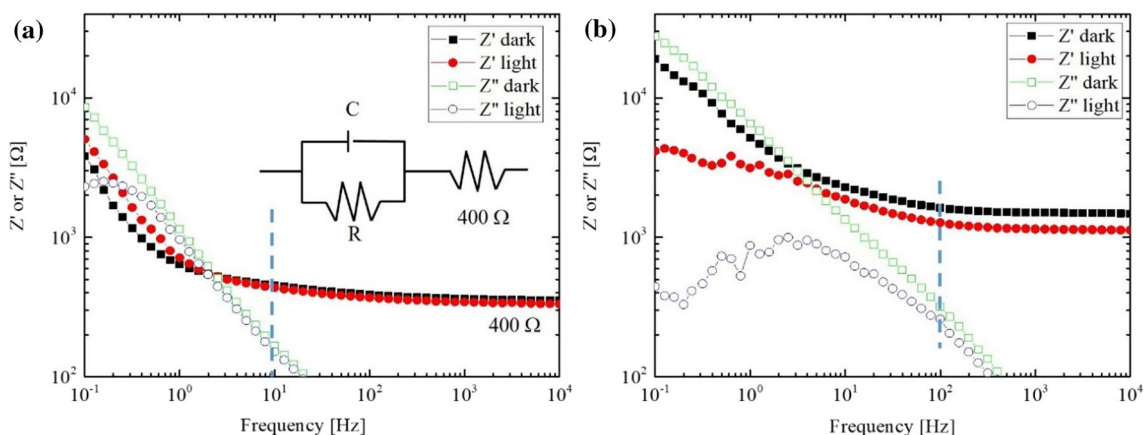 (a)
Z' dark
Z' light
Z" dark
Z" light
C
R
400 Ω
400 Ω
10⁴
10³
10²
Z' or Z" [Ω]
10⁻¹ 10⁰ 10¹ 10² 10³ 10⁴
Frequency [Hz]
(b)
Z' dark
Z' light
Z" dark
Z" light
10⁴
10³
10²
Z' or Z" [Ω]
10⁻¹ 10⁰ 10¹ 10² 10³ 10⁴
Frequency [Hz]